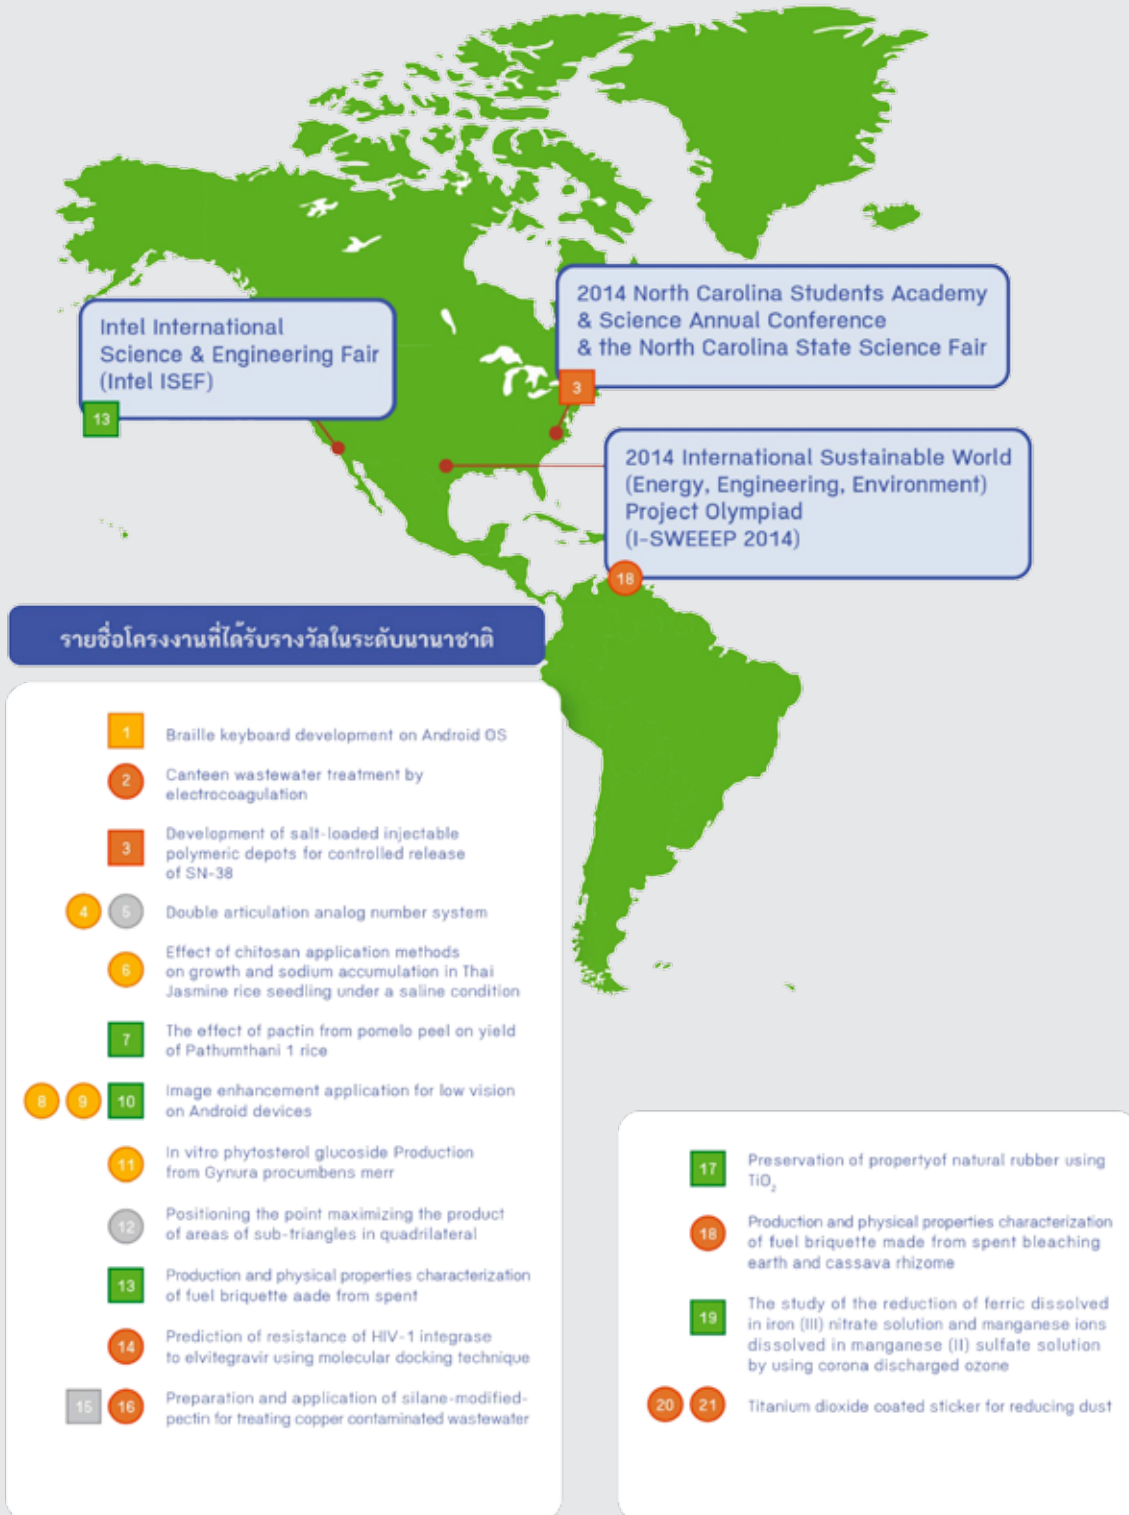 2014 North Carolina Students Academy
& Science Annual Conference
& the North Carolina State Science Fair
3
Intel International
Science & Engineering Fair
(Intel ISEF)
13
2014 International Sustainable World
(Energy, Engineering, Environment)
Project Olympiad
(I-SWEEEP 2014)
18
รายชื่อโครงงานที่ได้รับรางวัลในระดับนานาชาติ
1 Braille keyboard development on Android OS
2 Canteen wastewater treatment by
electrocoagulation
3 Development of salt-loaded injectable
polymeric depots for controlled release
of SN-38
4 5 Double articulation analog number system
6 Effect of chitosan application methods
on growth and sodium accumulation in Thai
Jasmine rice seedling under a saline condition
7 The effect of pactin from pomelo peel on yield
of Pathumthani 1 rice
8 9 10 Image enhancement application for low vision
on Android devices
11 In vitro phytosterol glucoside Production
from Gynura procumbens merr
12 Positioning the point maximizing the product
of areas of sub-triangles in quadrilateral
13 Production and physical properties characterization
of fuel briquette aade from spent
14 Prediction of resistance of HIV-1 integrase
to elvitegravir using molecular docking technique
15 16 Preparation and application of silane-modified-
pectin for treating copper contaminated wastewater
17 Preservation of propertyof natural rubber using
TiO₂
18 Production and physical properties characterization
of fuel briquette made from spent bleaching
earth and cassava rhizome
19 The study of the reduction of ferric dissolved
in iron (III) nitrate solution and manganese ions
dissolved in manganese (II) sulfate solution
by using corona discharged ozone
20 21 Titanium dioxide coated sticker for reducing dust